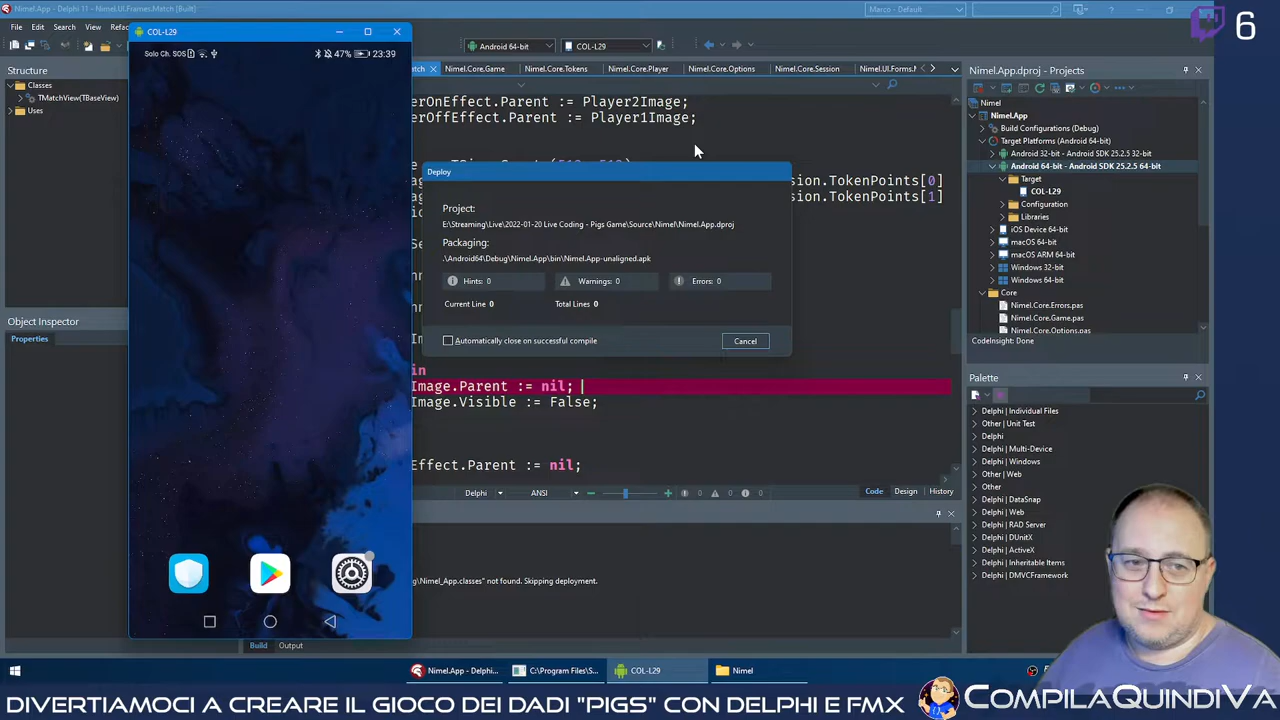 Nimel.App - Delphi 11 - Nimel.UI.Frames.Match [Built]
Marco - Default
6
File Edit Search View Refa
COL-L29
Solo Ch. SOS
47%
23:39
Android 64-bit
COL-L29
Structure
Classes
TMatchView(TBaseView)
Uses
Object Inspector
Properties
atch
Nimel.Core.Game
Nimel.Core.Tokens
Nimel.Core.Player
Nimel.Core.Options
Nimel.Core.Session
Nimel.UI.Forms.M
erOnEffect.Parent := Player2Image;
erOffEffect.Parent := Player1Image;
sion.TokenPoints[0]
sion.TokenPoints[1]
in
Image.Parent := nil;
Image.Visible := False;
Effect.Parent := nil;
Deploy
Project:
E:\Streaming\Live\2022-01-20 Live Coding - Pigs Game\Source\Nimel\Nimel.App.dproj
Packaging:
.\Android64\Debug\Nimel.App\bin\Nimel.App-unaligned.apk
Hints: 0
Warnings: 0
Errors: 0
Current Line 0
Total Lines 0
Automatically close on successful compile
Cancel
Delphi
ANSI
0
0
0
Code
Design
History
g\Nimel_App.classes" not found. Skipping deployment.
Build
Output
Nimel.App.dproj - Projects
Nimel
Nimel.App
Build Configurations (Debug)
Target Platforms (Android 64-bit)
Android 32-bit - Android SDK 25.2.5 32-bit
Android 64-bit - Android SDK 25.2.5 64-bit
Target
COL-L29
Configuration
Libraries
iOS Device 64-bit
macOS 64-bit
macOS ARM 64-bit
Windows 32-bit
Windows 64-bit
Core
Nimel.Core.Errors.pas
Nimel.Core.Game.pas
Nimel.Core.Options.pas
CodeInsight: Done
Palette
Delphi | Individual Files
Other | Unit Test
Delphi
Delphi | Multi-Device
Delphi | Windows
Other | Web
Other
Delphi | DataSnap
Delphi | Web
Delphi | RAD Server
Delphi | DUnitX
Delphi | ActiveX
Delphi | Inheritable Items
Delphi | DMVCFramework
Nimel.App - Delphi...
C:\Program Files\S...
COL-L29
Nimel
DIVERTIAMOCI A CREARE IL GIOCO DEI DADI "PIGS" CON DELPHI E FMX
COMPILAQUINDIVA